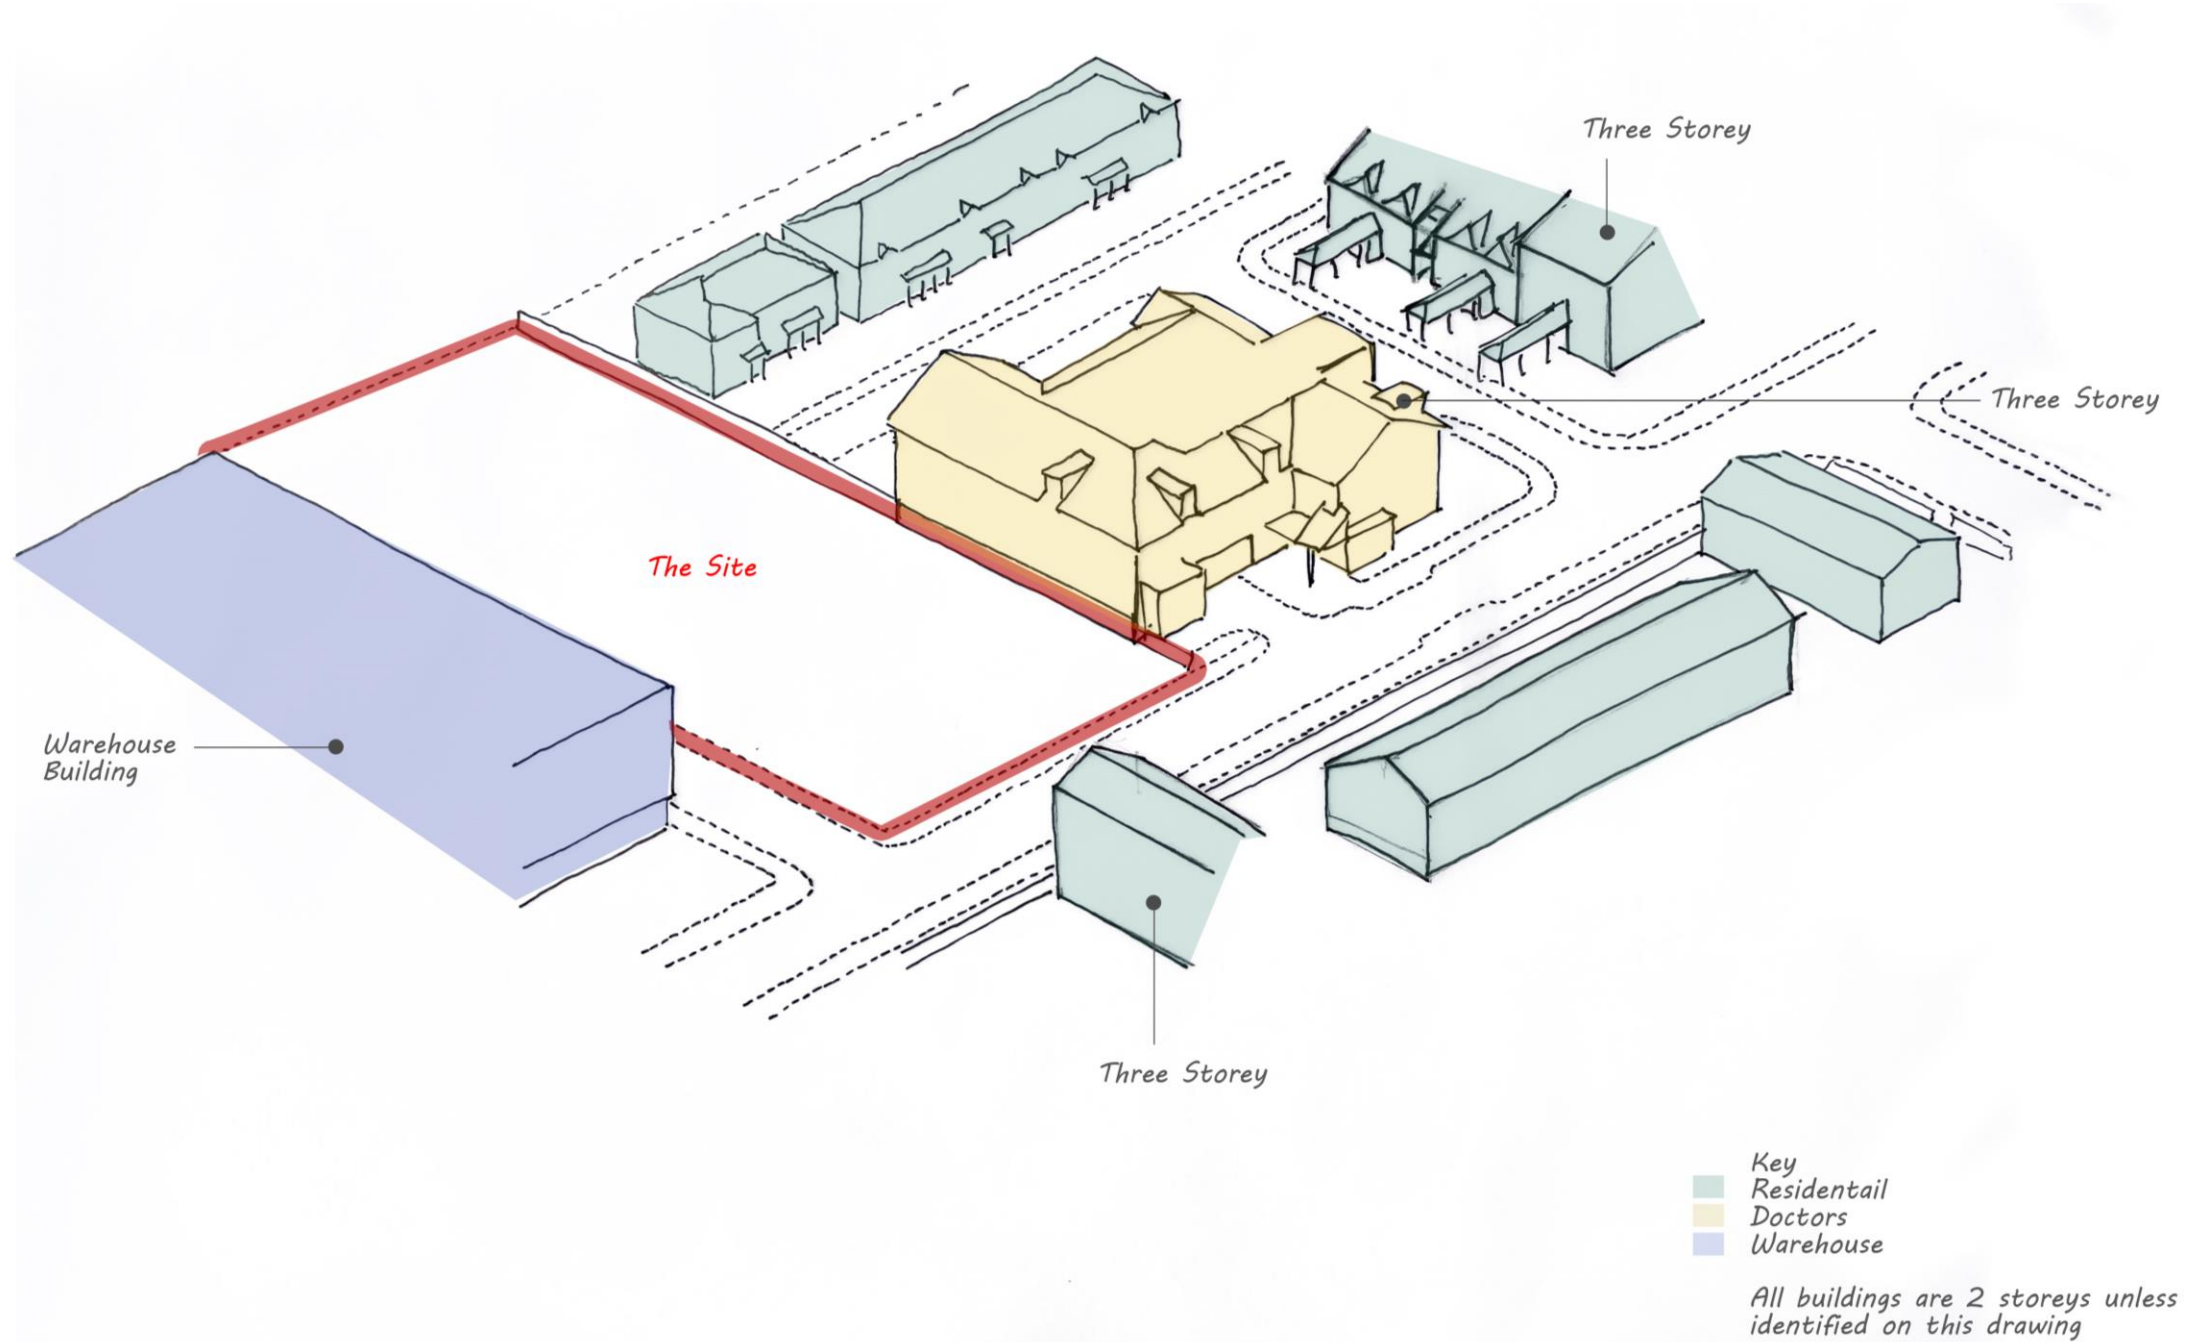 Three Storey
Three Storey
The Site
Warehouse
Building
Three Storey
Key
Residentail
Doctors
Warehouse
All buildings are 2 storeys unless
identified on this drawing